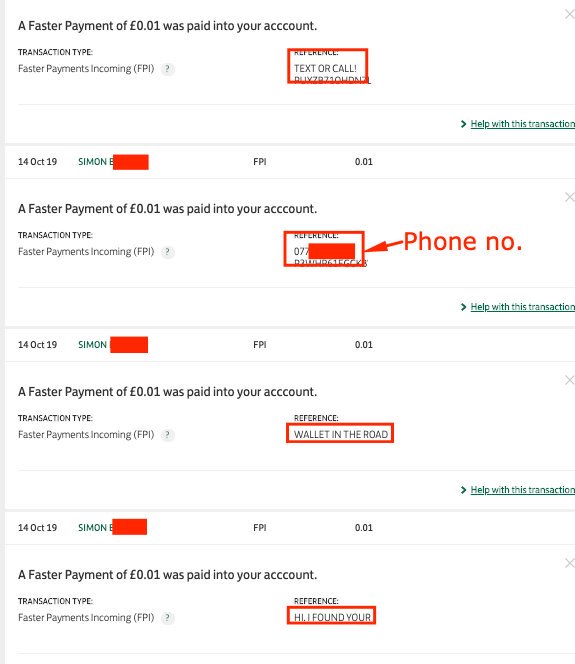 A Faster Payment of £0.01 was paid into your acccount.
TRANSACTION TYPE: REFERENCE:
Faster Payments Incoming (FPI) ? TEXT OR CALL!
Help with this transaction
14 Oct 19 SIMON FPI 0.01
A Faster Payment of £0.01 was paid into your acccount.
TRANSACTION TYPE: REFERENCE:
Faster Payments Incoming (FPI) ? 077 Phone no.
Help with this transaction
14 Oct 19 SIMON FPI 0.01
A Faster Payment of £0.01 was paid into your acccount.
TRANSACTION TYPE: REFERENCE:
Faster Payments Incoming (FPI) ? WALLET IN THE ROAD
Help with this transaction
14 Oct 19 SIMON FPI 0.01
A Faster Payment of £0.01 was paid into your acccount.
TRANSACTION TYPE: REFERENCE:
Faster Payments Incoming (FPI) ? HI, I FOUND YOUR